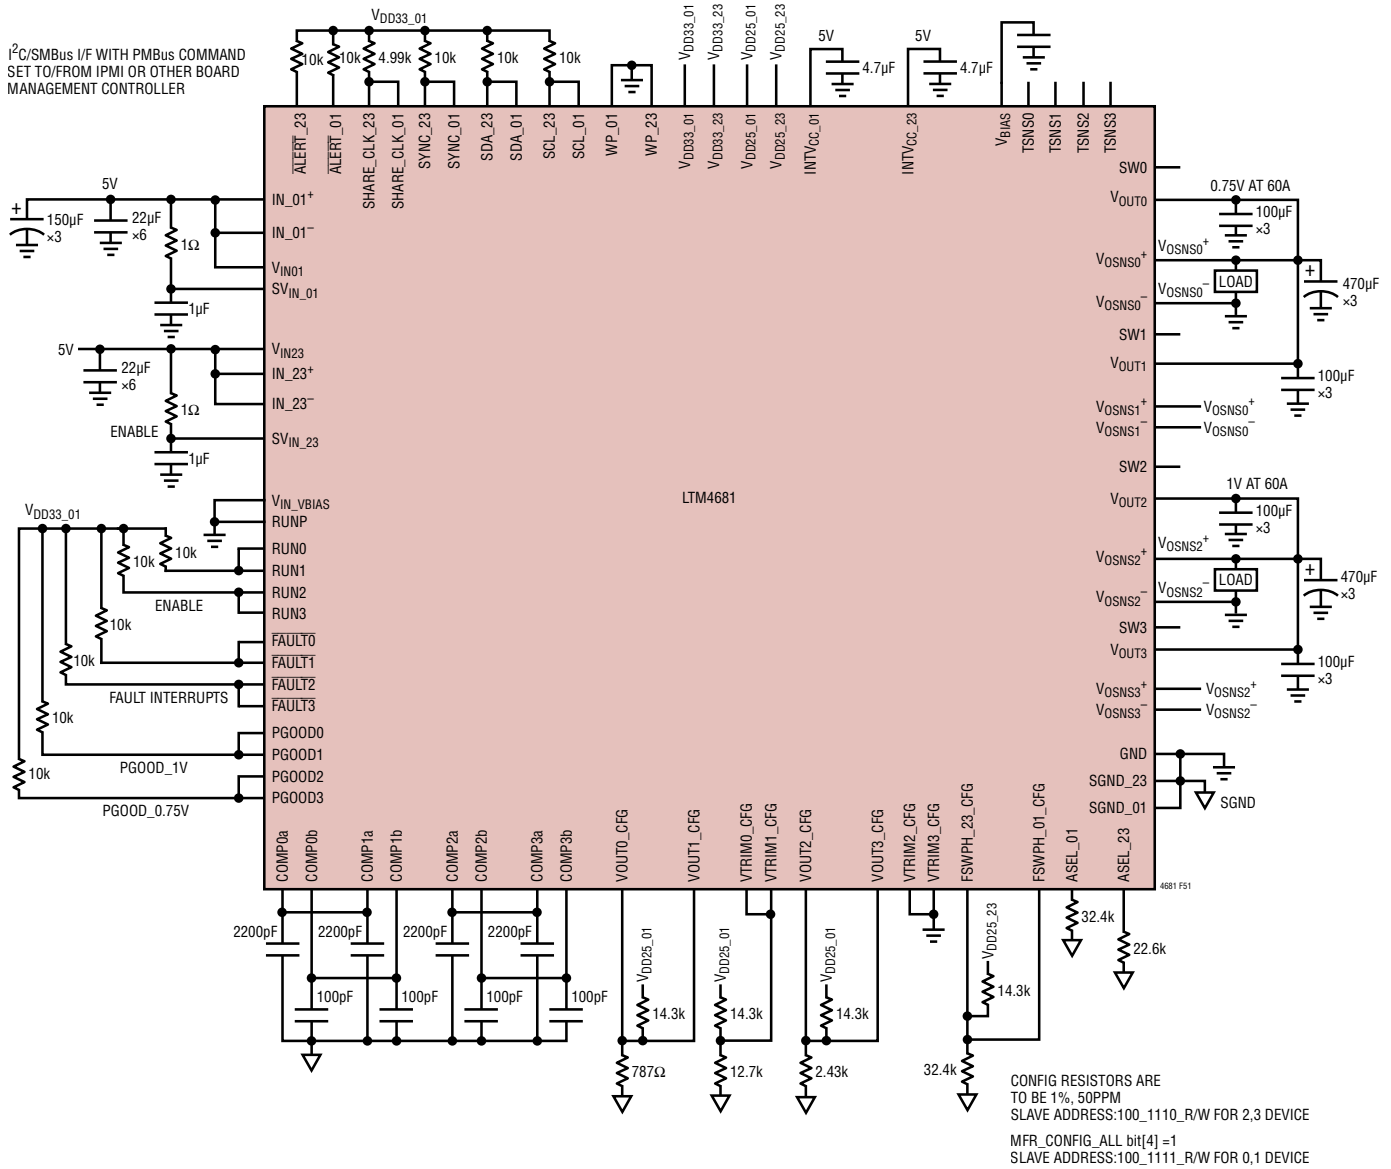 I2C/SMBus I/F WITH PMBus COMMAND
SET TO/FROM IPMI OR OTHER BOARD
MANAGEMENT CONTROLLER
VDD33_01
10k
10k
4.99k
10k
10k
10k
VDD33_01
VDD33_23
VDD25_01
VDD25_23
5V
4.7µF
5V
4.7µF
ALERT_23
ALERT_01
SHARE_CLK_23
SHARE_CLK_01
SYNC_23
SYNC_01
SDA_23
SDA_01
SCL_23
SCL_01
WP_01
WP_23
VDD33_01
VDD33_23
VDD25_01
VDD25_23
INTVCC_01
INTVCC_23
VBIAS
TSNS0
TSNS1
TSNS2
TSNS3
5V
+
150µF
×3
22µF
×6
1Ω
1µF
IN_01+
IN_01−
VIN01
SVIN_01
5V
22µF
×6
1Ω
ENABLE
1µF
VIN23
IN_23+
IN_23−
SVIN_23
VIN_VBIAS
RUNP
RUN0
RUN1
RUN2
RUN3
FAULT0
FAULT1
FAULT2
FAULT3
PGOOD0
PGOOD1
PGOOD2
PGOOD3
VDD33_01
10k
10k
ENABLE
10k
10k
FAULT INTERRUPTS
10k
PGOOD_1V
10k
PGOOD_0.75V
LTM4681
SW0
VOUT0
VOSNS0+
VOSNS0−
SW1
VOUT1
VOSNS1+
VOSNS1−
SW2
VOUT2
VOSNS2+
VOSNS2−
SW3
VOUT3
VOSNS3+
VOSNS3−
GND
SGND_23
SGND_01
0.75V AT 60A
100µF
×3
VOSNS0+
VOSNS0−
LOAD
+
470µF
×3
100µF
×3
VOSNS0+
VOSNS0−
1V AT 60A
100µF
×3
VOSNS2+
VOSNS2−
LOAD
+
470µF
×3
100µF
×3
VOSNS2+
VOSNS2−
SGND
COMP0a
COMP0b
COMP1a
COMP1b
COMP2a
COMP2b
COMP3a
COMP3b
VOUT0_CFG
VOUT1_CFG
VTRIM0_CFG
VTRIM1_CFG
VOUT2_CFG
VOUT3_CFG
VTRIM2_CFG
VTRIM3_CFG
FSWPH_23_CFG
FSWPH_01_CFG
ASEL_01
ASEL_23
4681 F51
2200pF
2200pF
2200pF
2200pF
100pF
100pF
100pF
100pF
VDD25_01
14.3k
787Ω
VDD25_01
14.3k
12.7k
VDD25_01
14.3k
2.43k
VDD25_23
14.3k
32.4k
32.4k
22.6k
CONFIG RESISTORS ARE
TO BE 1%, 50PPM
SLAVE ADDRESS:100_1110_R/W FOR 2,3 DEVICE
MFR_CONFIG_ALL bit[4] =1
SLAVE ADDRESS:100_1111_R/W FOR 0,1 DEVICE